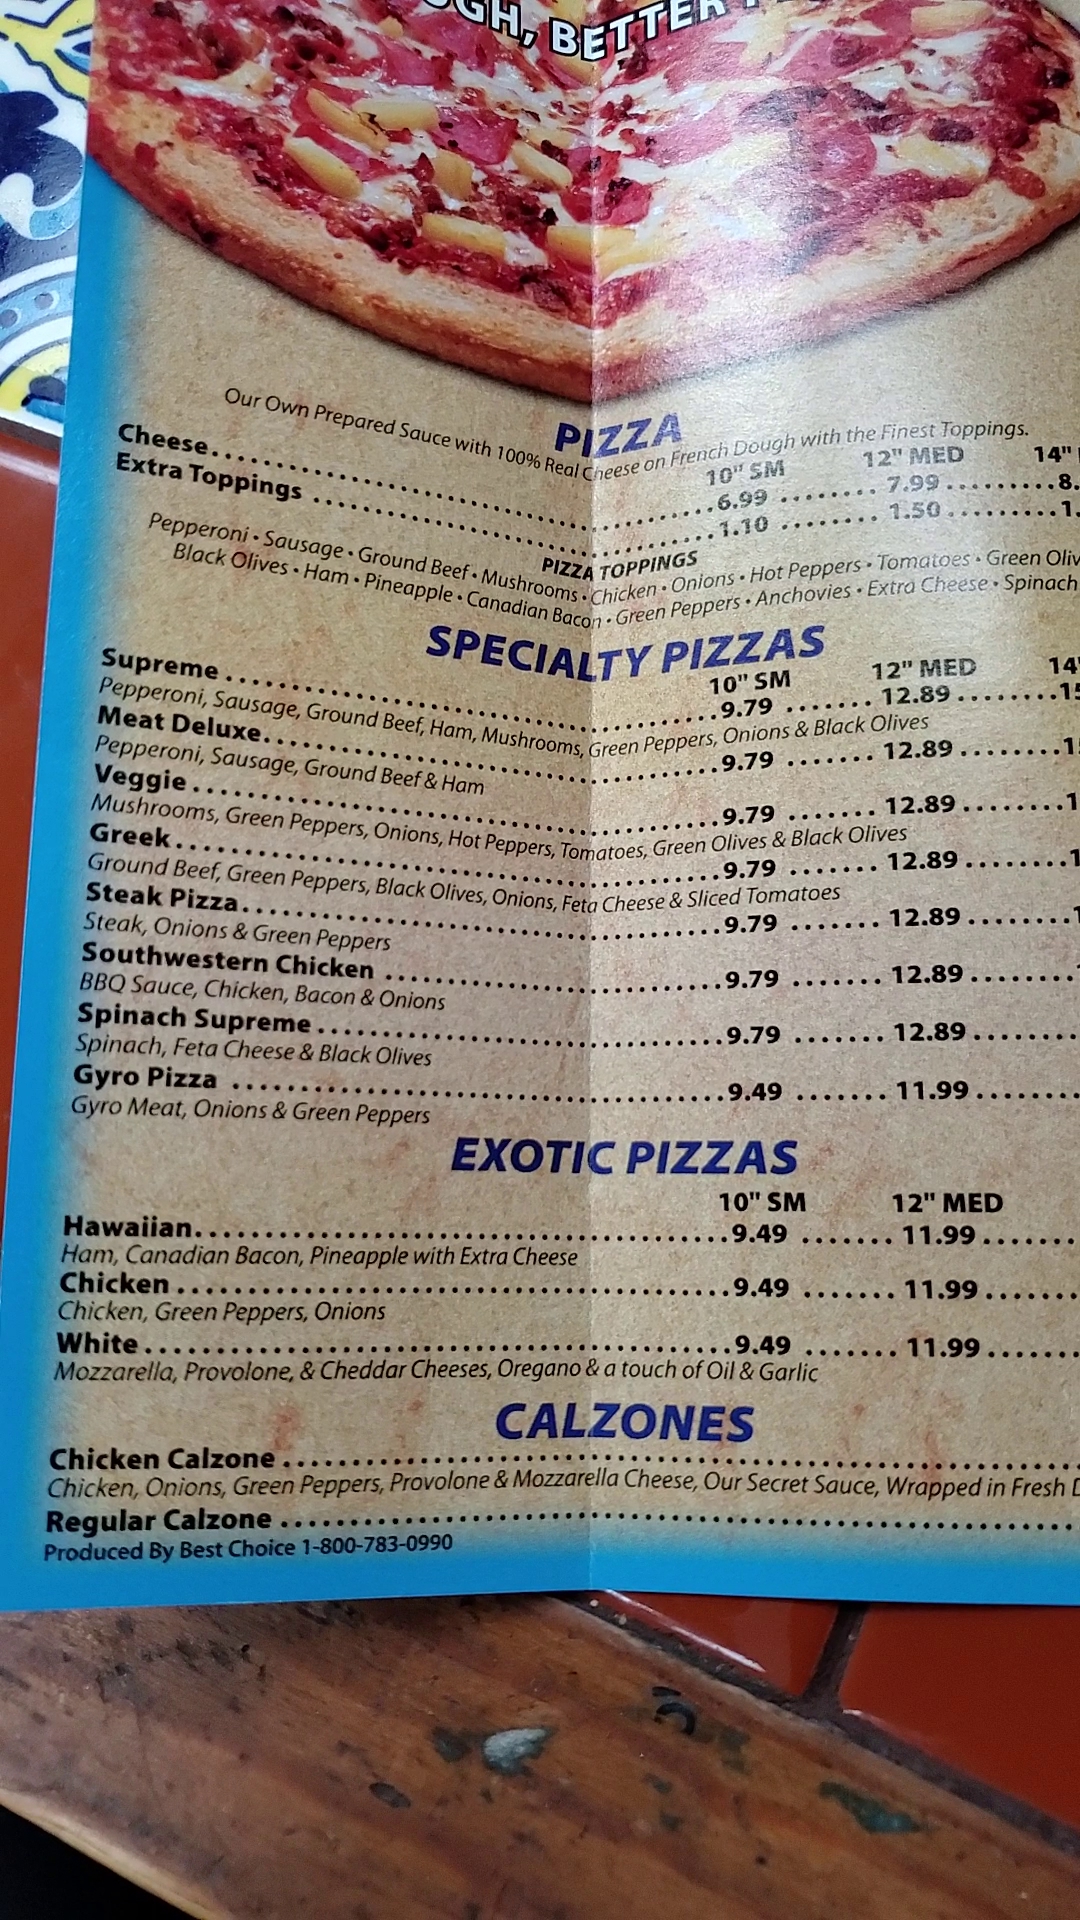 BETTER
PIZZA
Our Own Prepared Sauce with 100% Real Cheese on French Dough with the Finest Toppings.
10" SM 12" MED 14"
Cheese 6.99 7.99 8.
Extra Toppings 1.10 1.50 1.
PIZZA TOPPINGS
Pepperoni • Sausage • Ground Beef • Mushrooms • Chicken • Onions • Hot Peppers • Tomatoes • Green Oliv
Black Olives • Ham • Pineapple • Canadian Bacon • Green Peppers • Anchovies • Extra Cheese • Spinach
SPECIALTY PIZZAS
10" SM 12" MED 14"
Supreme 9.79 12.89 15
Pepperoni, Sausage, Ground Beef, Ham, Mushrooms, Green Peppers, Onions & Black Olives
Meat Deluxe 9.79 12.89 15
Pepperoni, Sausage, Ground Beef & Ham
Veggie 9.79 12.89 1
Mushrooms, Green Peppers, Onions, Hot Peppers, Tomatoes, Green Olives & Black Olives
Greek 9.79 12.89 1
Ground Beef, Green Peppers, Black Olives, Onions, Feta Cheese & Sliced Tomatoes
Steak Pizza 9.79 12.89 1
Steak, Onions & Green Peppers
Southwestern Chicken 9.79 12.89
BBQ Sauce, Chicken, Bacon & Onions
Spinach Supreme 9.79 12.89
Spinach, Feta Cheese & Black Olives
Gyro Pizza 9.49 11.99
Gyro Meat, Onions & Green Peppers
EXOTIC PIZZAS
10" SM 12" MED
Hawaiian 9.49 11.99
Ham, Canadian Bacon, Pineapple with Extra Cheese
Chicken 9.49 11.99
Chicken, Green Peppers, Onions
White 9.49 11.99
Mozzarella, Provolone, & Cheddar Cheeses, Oregano & a touch of Oil & Garlic
CALZONES
Chicken Calzone
Chicken, Onions, Green Peppers, Provolone & Mozzarella Cheese, Our Secret Sauce, Wrapped in Fresh
Regular Calzone
Produced By Best Choice 1-800-783-0990